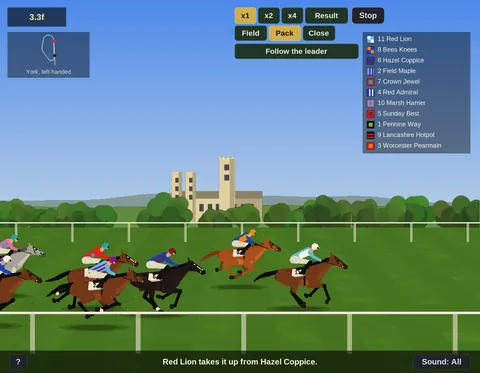 3.3f
York, left-handed
x1 x2 x4 Result Stop
Field Pack Close
Follow the leader
11 Red Lion
8 Bees Knees
6 Hazel Coppice
2 Field Maple
7 Crown Jewel
4 Red Admiral
10 Marsh Harrier
5 Sunday Best
1 Pennine Way
9 Lancashire Hotpot
3 Worcester Pearmain
? Red Lion takes it up from Hazel Coppice. Sound: All